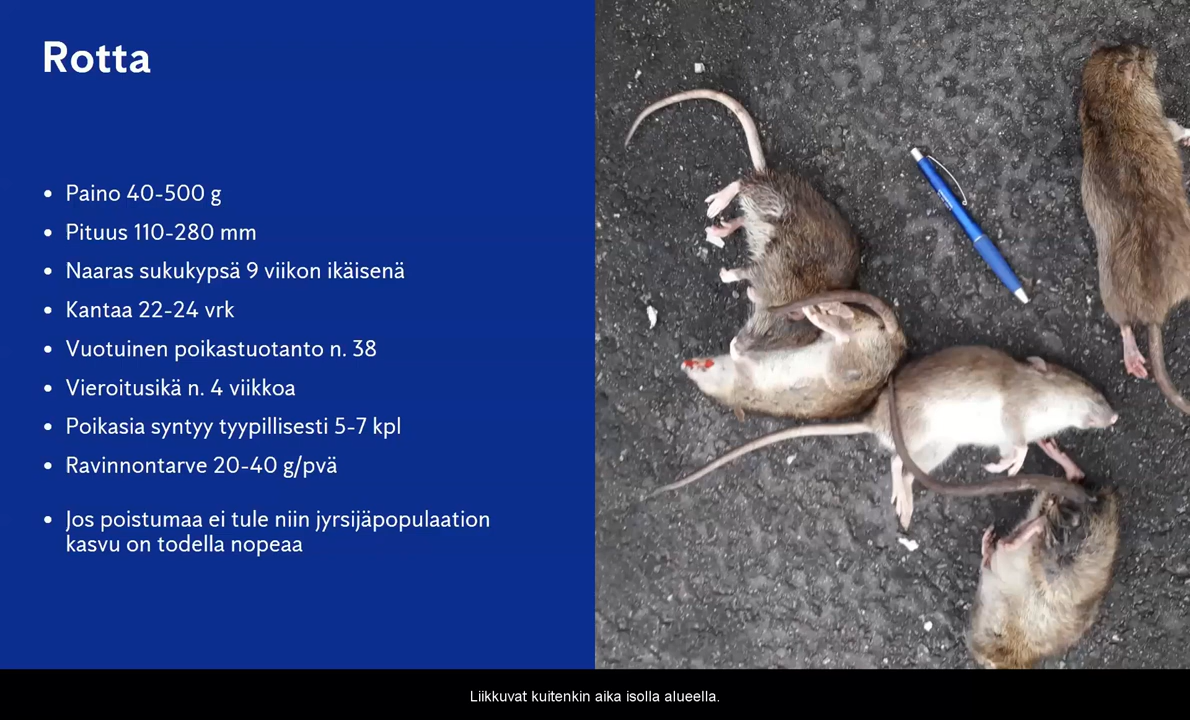 Rotta
• Paino 40-500 g
• Pituus 110-280 mm
• Naaras sukukypsä 9 viikon ikäisenä
• Kantaa 22-24 vrk
• Vuotuinen poikastuotanto n. 38
• Vieroitusikä n. 4 viikkoa
• Poikasia syntyy tyypillisesti 5-7 kpl
• Ravinnontarve 20-40 g/pvä
• Jos poistumaa ei tule niin jyrsijäpopulaation
kasvu on todella nopeaa
Liikkuvat kuitenkin aika isolla alueella.